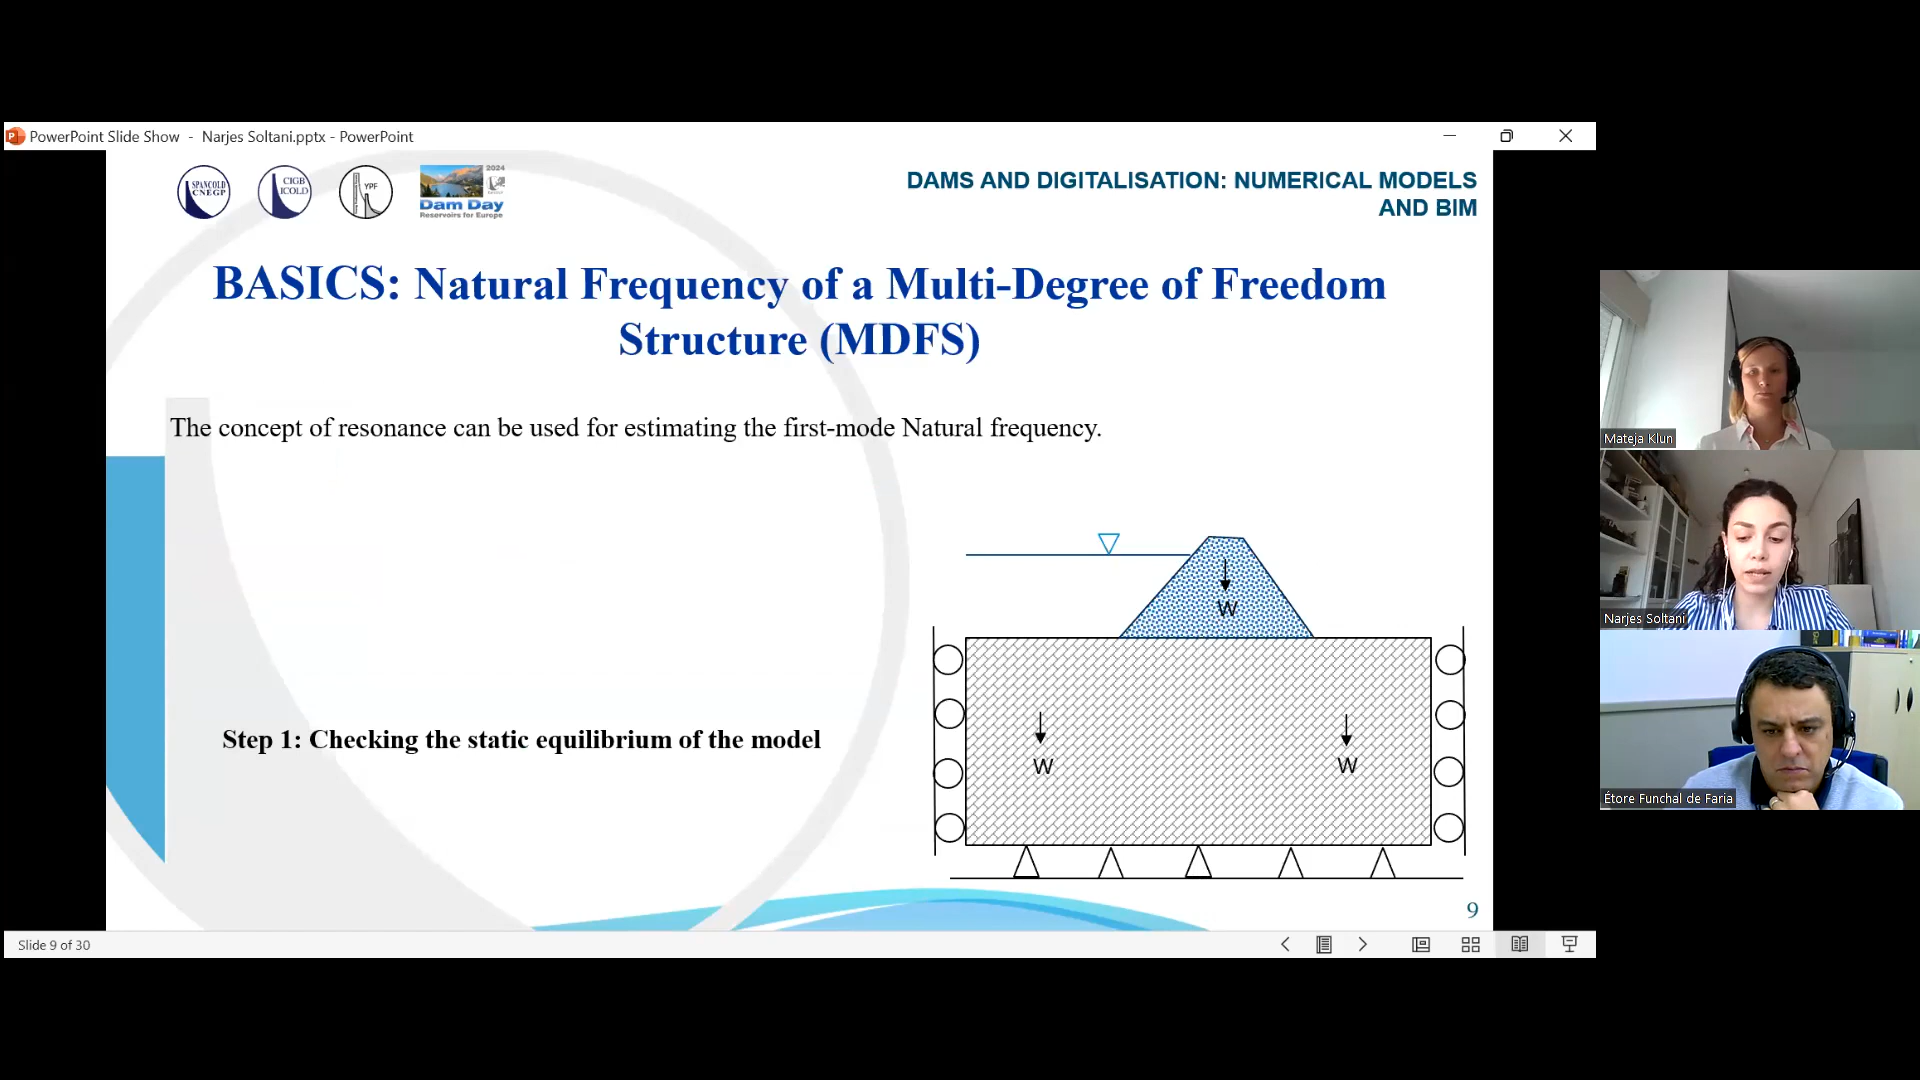 PowerPoint Slide Show - Narjes Soltani.pptx - PowerPoint
SPANCOLD
CNEGP
CIGB
ICOLD
YPF
2024
Dam Day
Reservoirs for Europe
DAMS AND DIGITALISATION: NUMERICAL MODELS
AND BIM
BASICS: Natural Frequency of a Multi-Degree of Freedom
Structure (MDFS)
The concept of resonance can be used for estimating the first-mode Natural frequency.
W
Step 1: Checking the static equilibrium of the model
W
W
9
Slide 9 of 30
Mateja Klun
Narjes Soltani
Étore Funchal de Faria